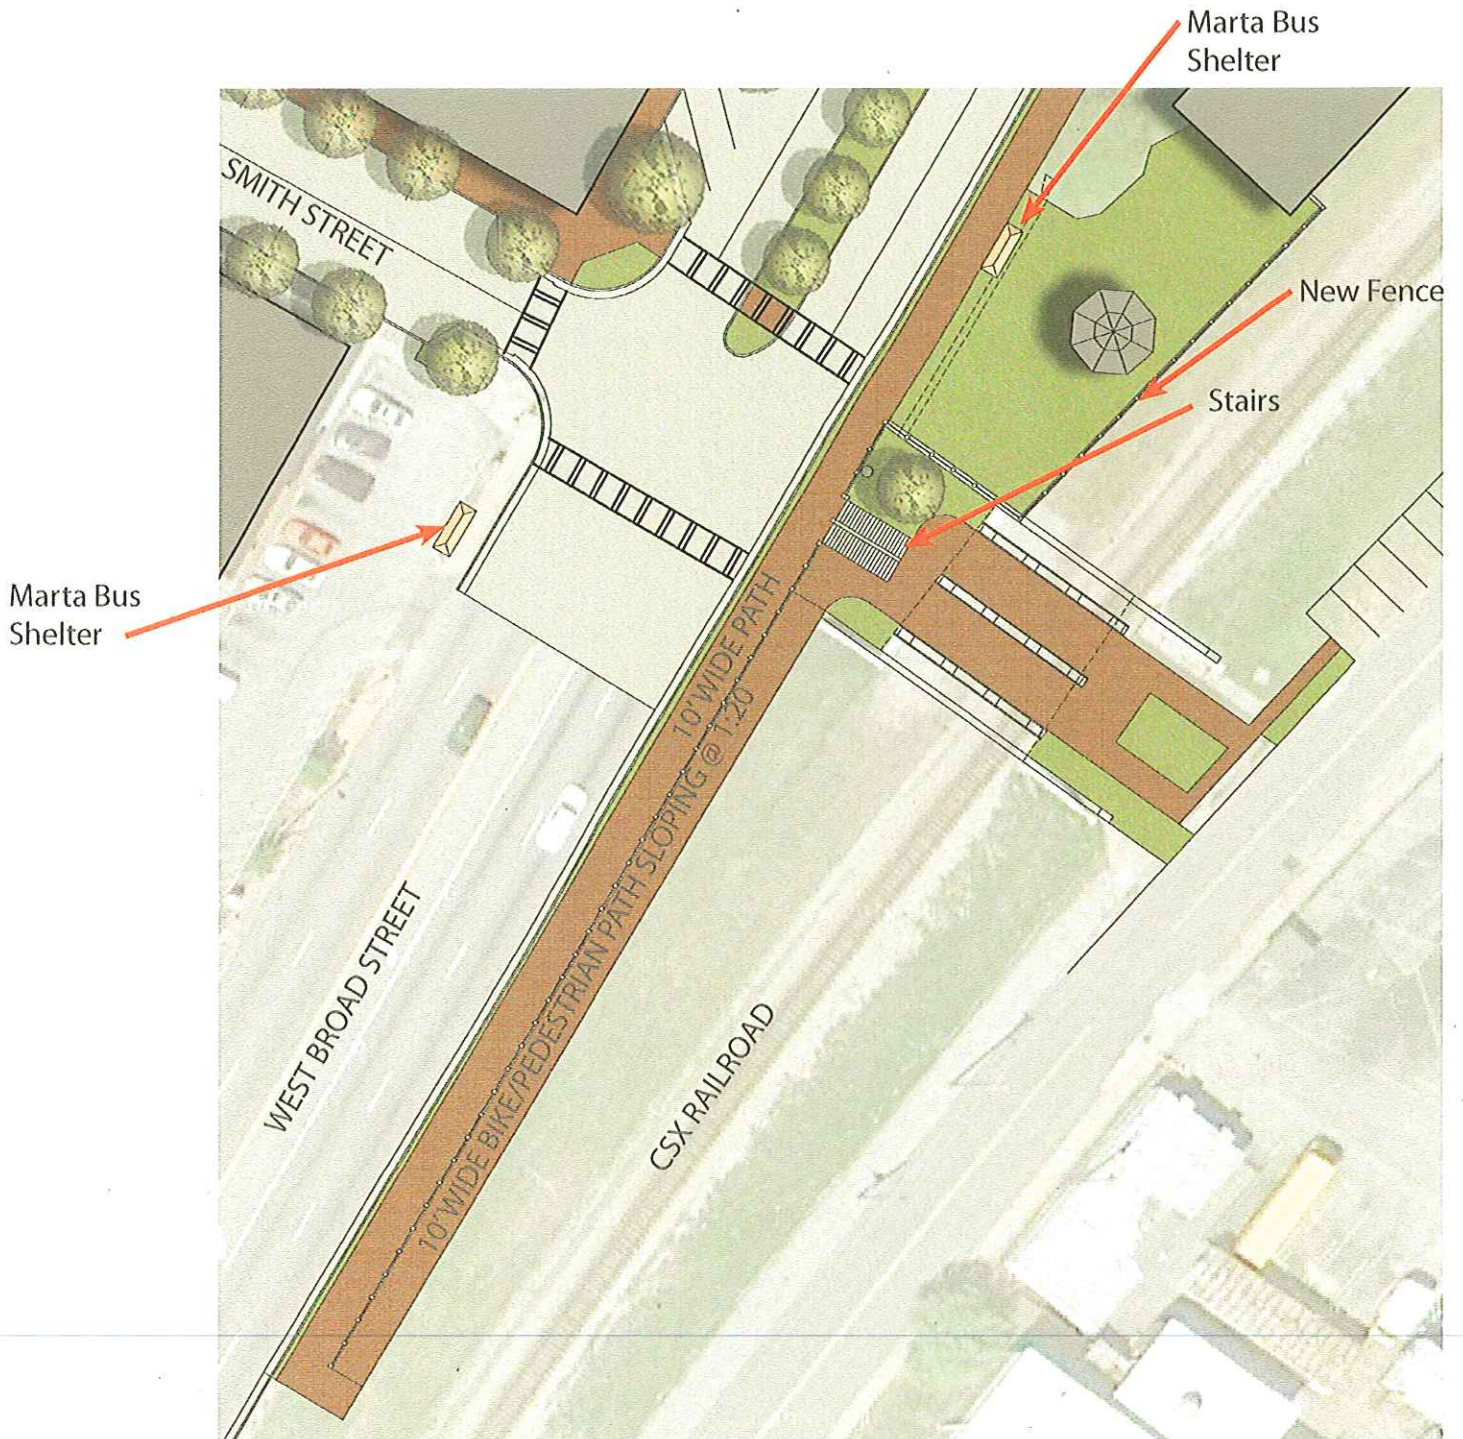 Marta Bus
Shelter
SMITH STREET
New Fence
Stairs
Marta Bus
Shelter
10' WIDE PATH
10' WIDE BIKE/PEDESTRIAN PATH SLOPING @ 1:20
WEST BROAD STREET
CSX RAILROAD